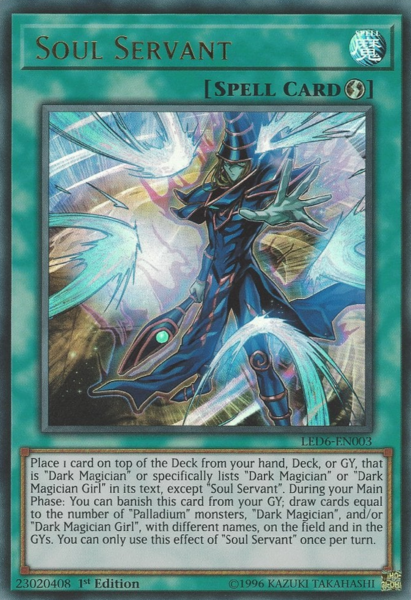 SOUL SERVANT
SPELL
魔
[SPELL CARD]
LED6-EN003
Place 1 card on top of the Deck from your hand, Deck, or GY, that
is "Dark Magician" or specifically lists "Dark Magician" or "Dark
Magician Girl" in its text, except "Soul Servant". During your Main
Phase: You can banish this card from your GY; draw cards equal
to the number of "Palladium" monsters, "Dark Magician", and/or
"Dark Magician Girl", with different names, on the field and in the
GYs. You can only use this effect of "Soul Servant" once per turn.
23020408 1st Edition ©1996 KAZUKI TAKAHASHI